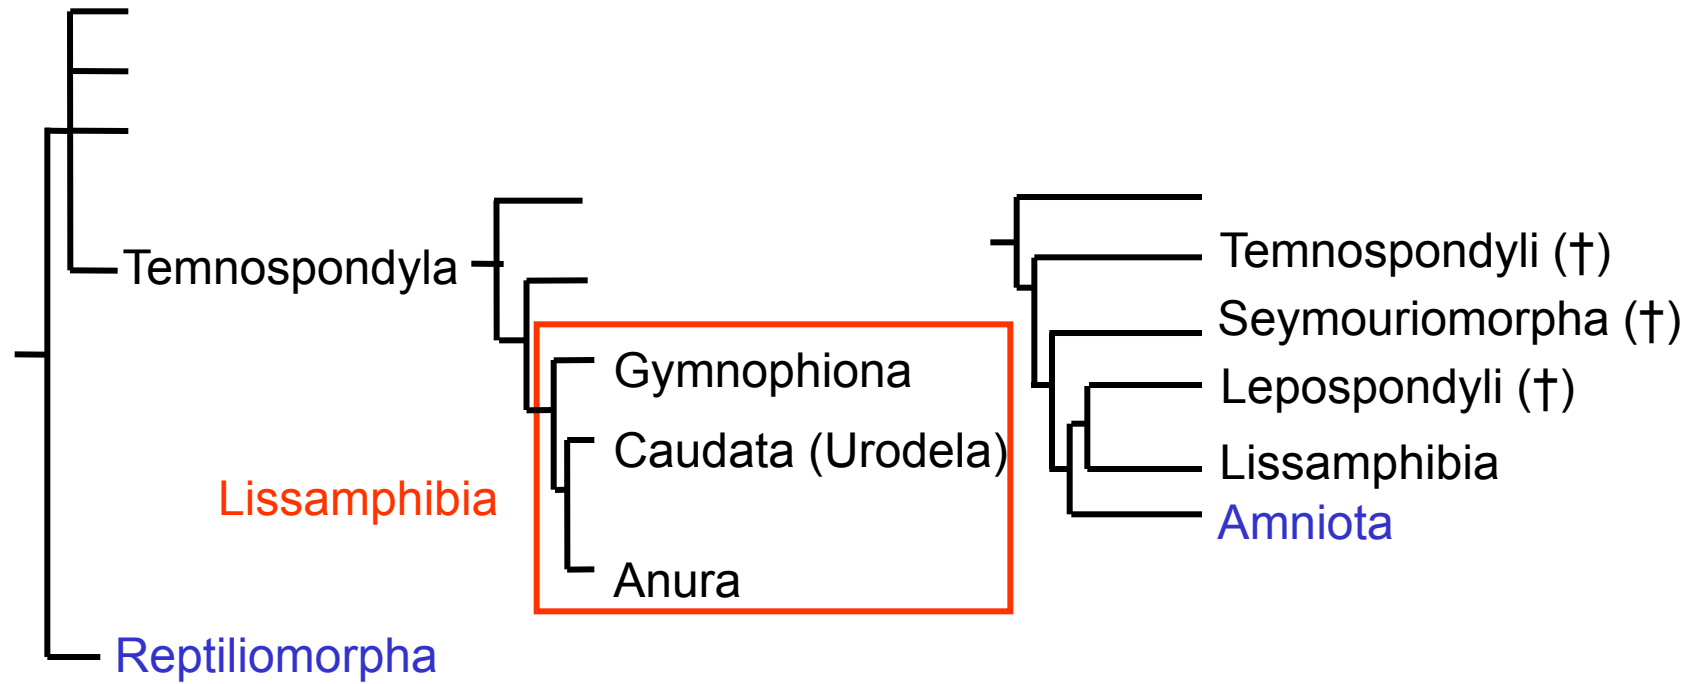 Temnospondyla
Gymnophiona
Caudata (Urodela)
Lissamphibia
Anura
Reptiliomorpha
Temnospondyli (†)
Seymouriomorpha (†)
Lepospondyli (†)
Lissamphibia
Amniota